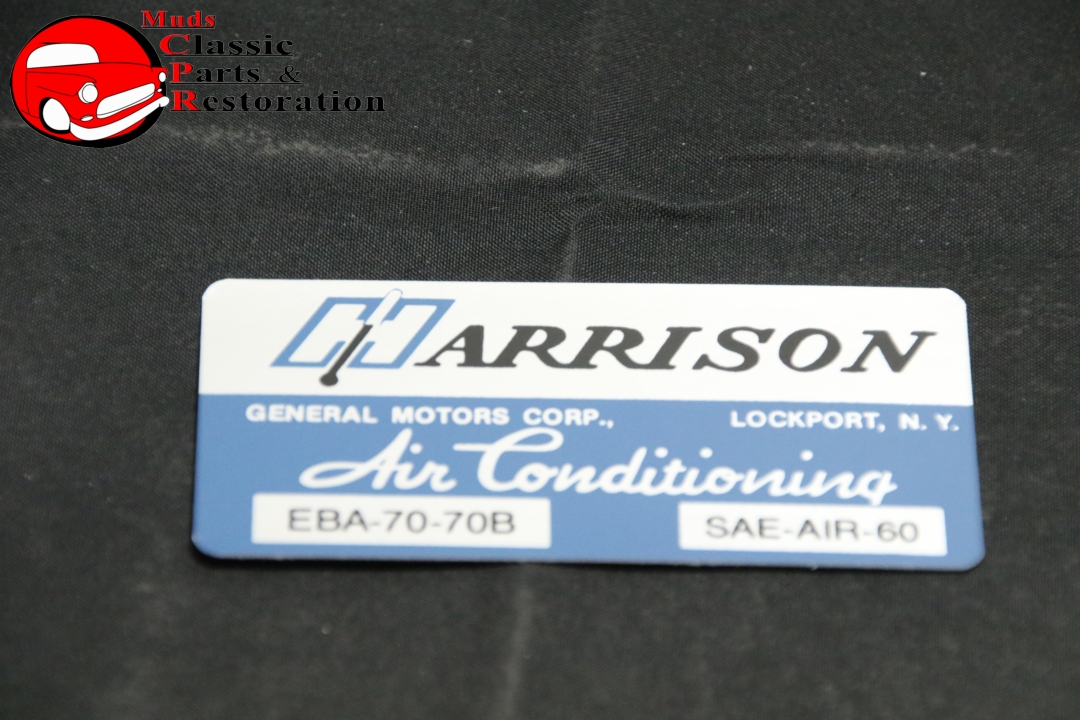 Muds
Classic
Parts &
Restoration
HARRISON
GENERAL MOTORS CORP., LOCKPORT, N. Y.
Air Conditioning
EBA-70-70B SAE-AIR-60